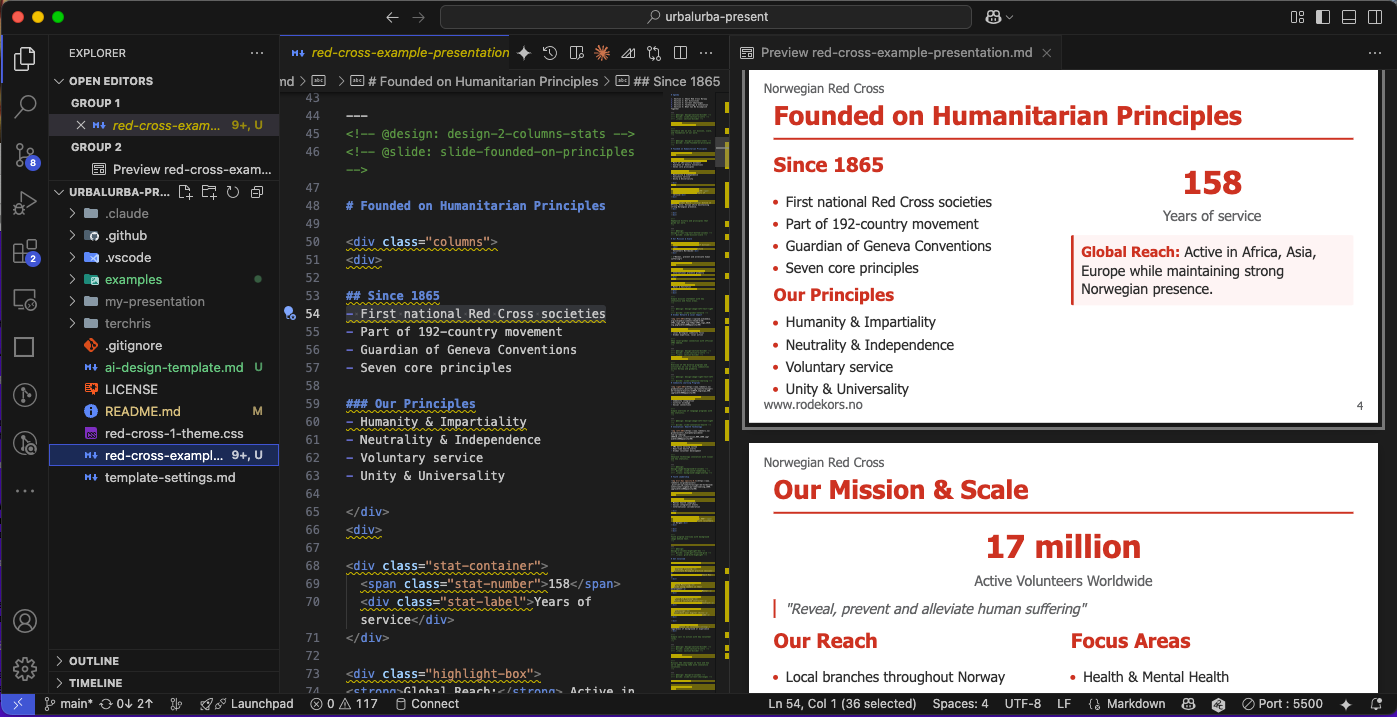 urbalurba-present
EXPLORER
OPEN EDITORS
GROUP 1
red-cross-exam... 9+, U
GROUP 2
Preview red-cross-exam...
URBALURBA-PR...
.claude
.github
.vscode
examples
my-presentation
terchris
.gitignore
ai-design-template.md U
LICENSE
README.md M
red-cross-1-theme.css
red-cross-exampl... 9+, U
template-settings.md
OUTLINE
TIMELINE
8
2
red-cross-example-presentation
md > # Founded on Humanitarian Principles > ## Since 1865
43
44 ---
45 <!-- @design: design-2-columns-stats -->
46 <!-- @slide: slide-founded-on-principles
-->
47
48 # Founded on Humanitarian Principles
49
50 <div class="columns">
51 <div>
52
53 ## Since 1865
54 - First national Red Cross societies
55 - Part of 192-country movement
56 - Guardian of Geneva Conventions
57 - Seven core principles
58
59 ### Our Principles
60 - Humanity & Impartiality
61 - Neutrality & Independence
62 - Voluntary service
63 - Unity & Universality
64
65 </div>
66 <div>
67
68 <div class="stat-container">
69 <span class="stat-number">158</span>
70 <div class="stat-label">Years of
service</div>
71 </div>
72
73 <div class="highlight-box">
74 <strong>Global Reach:</strong> Active in
Preview red-cross-example-presentation.md
Norwegian Red Cross
Founded on Humanitarian Principles
Since 1865
• First national Red Cross societies
• Part of 192-country movement
• Guardian of Geneva Conventions
• Seven core principles
Our Principles
• Humanity & Impartiality
• Neutrality & Independence
• Voluntary service
• Unity & Universality
158
Years of service
Global Reach: Active in Africa, Asia,
Europe while maintaining strong
Norwegian presence.
www.rodekors.no
4
Norwegian Red Cross
Our Mission & Scale
17 million
Active Volunteers Worldwide
"Reveal, prevent and alleviate human suffering"
Our Reach
• Local branches throughout Norway
Focus Areas
• Health & Mental Health
main* 0↓ 2↑ Launchpad 0 117 Connect
Ln 54, Col 1 (36 selected) Spaces: 4 UTF-8 LF Markdown Port : 5500